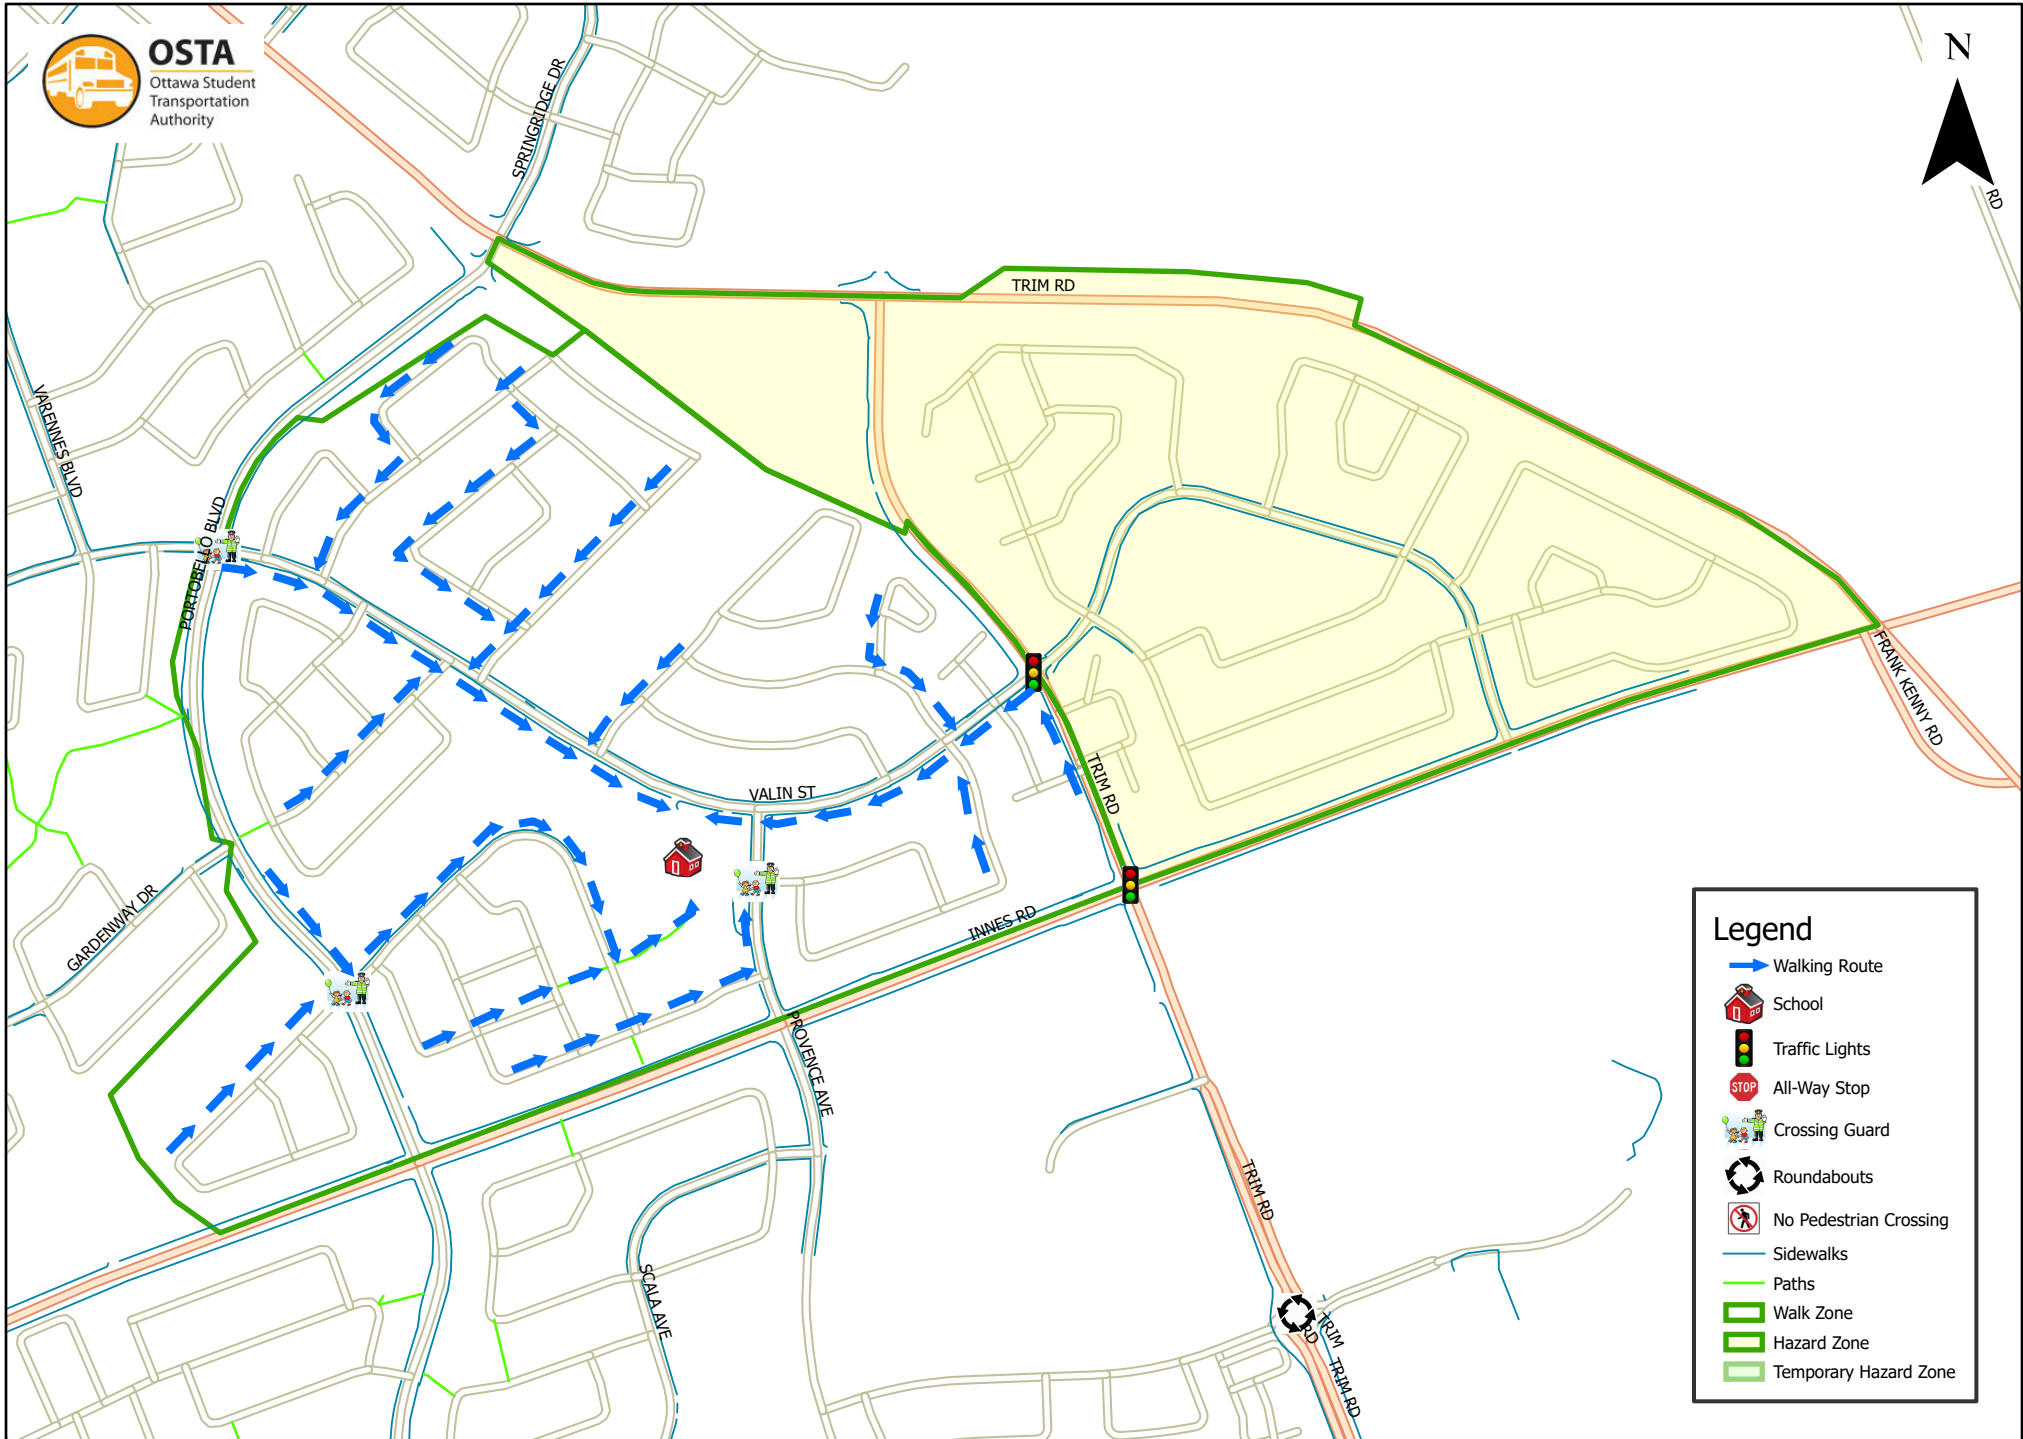 OSTA
Ottawa Student
Transportation
Authority
N
SPRINGRIDGE DR
RD
TRIM RD
VARENNES BLVD
PORTOBELLO BLVD
FRANK KENNY RD
TRIM RD
VALIN ST
GARDENWAY DR
INNES RD
PROVENCE AVE
TRIM RD
SCALA AVE
RD
TRIM
TRIM RD
Legend
Walking Route
School
Traffic Lights
STOP
All-Way Stop
Crossing Guard
Roundabouts
No Pedestrian Crossing
Sidewalks
Paths
Walk Zone
Hazard Zone
Temporary Hazard Zone